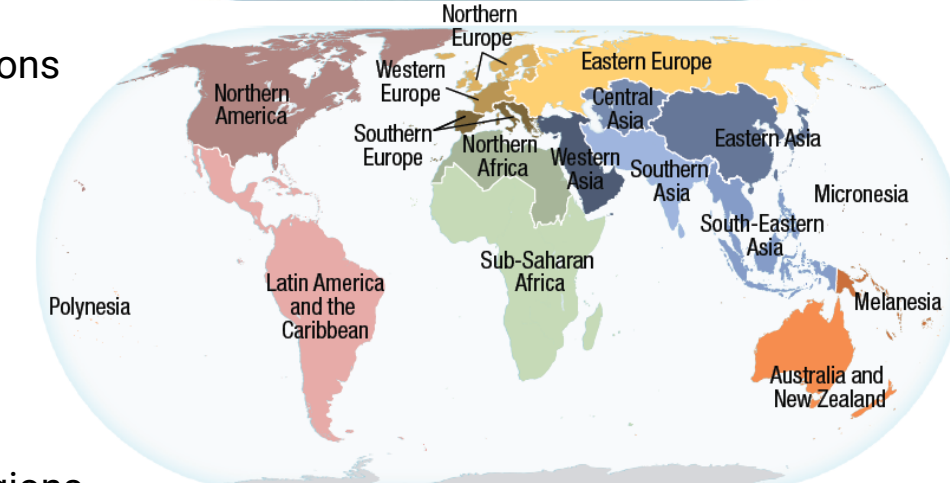 Northern
Europe
ons
Western
Europe
Eastern Europe
Northern
America
Central
Asia
Southern
Europe
Northern
Africa
Western
Asia
Eastern Asia
Southern
Asia
Micronesia
South-Eastern
Asia
Sub-Saharan
Africa
Latin America
and the
Caribbean
Polynesia
Melanesia
Australia and
New Zealand
gions